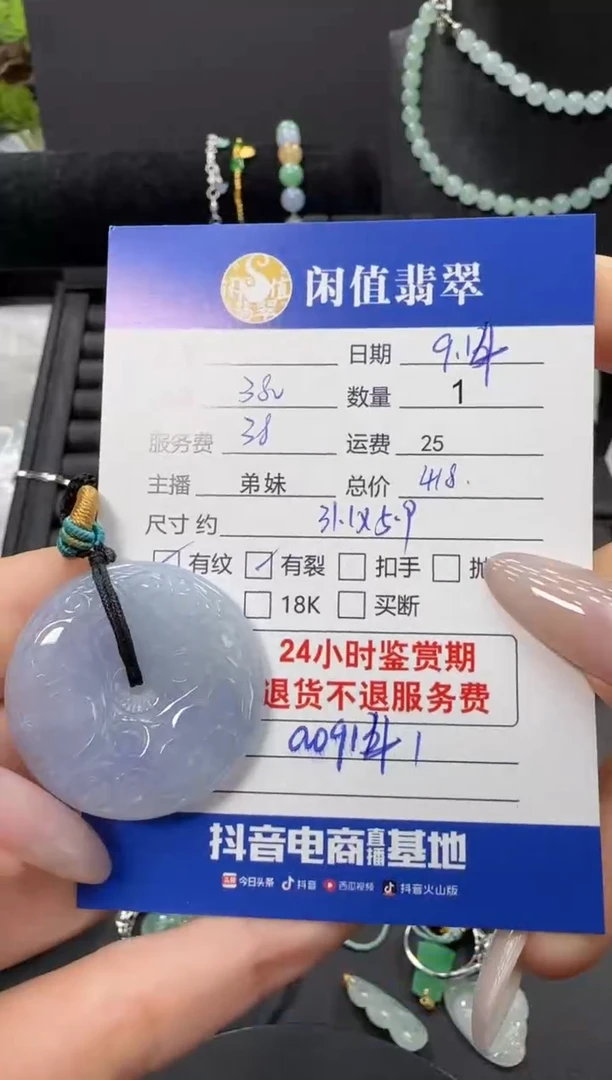 闲值翡翠
日期 9.14
380 数量 1
服务费 38 运费 25
主播 弟妹 总价 418.
尺寸约 31.1X5.9
有纹 有裂 扣手 抛
18K 买断
24小时鉴赏期
退货不退服务费
抖音电商直播基地
今日头条 抖音 西瓜视频 抖音火山版